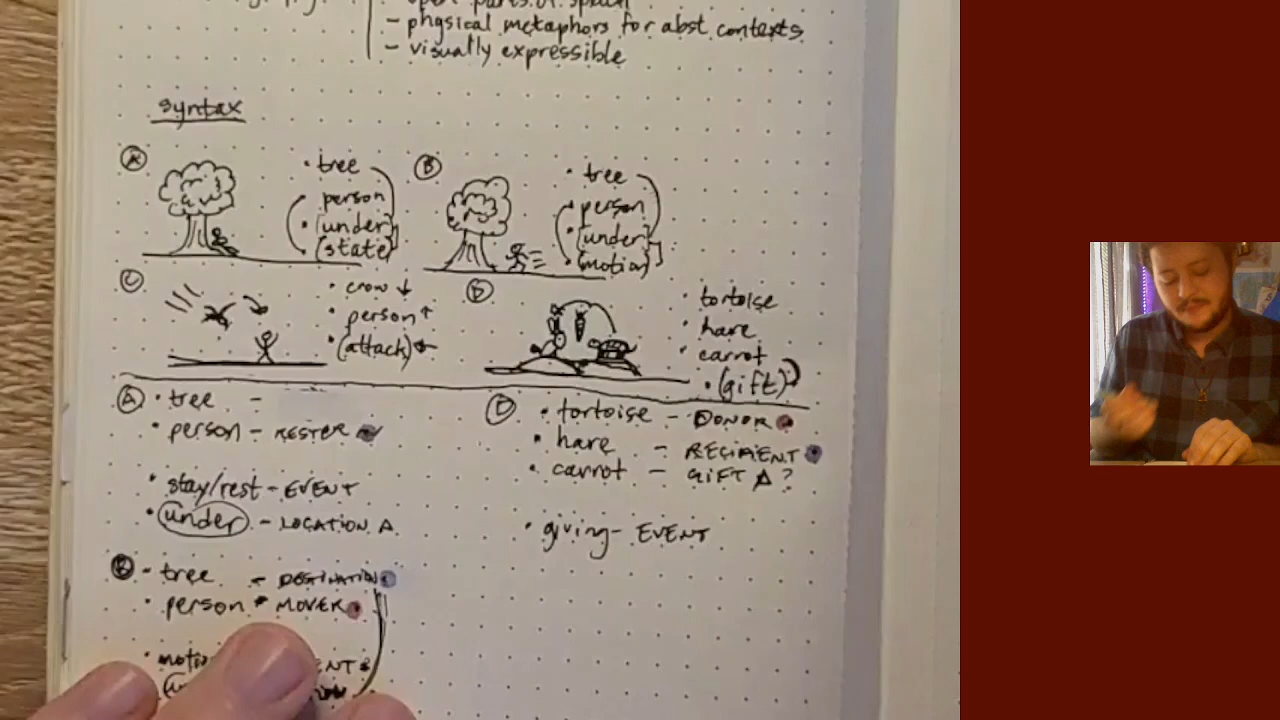 - physical metaphors for abst contexts
- visually expressible
syntax
A
• tree
person
• (under)
(state)
B
• tree
• person
• (under)
• (motion)
C
• crow ↓
• person ↑
• (attack) ←
D
• tortoise
• hare
• carrot
• (gift)
A • tree -
• person - RESTER
• stay/rest - EVENT
• under - LOCATION A
B - tree - DESTINATION
• person - MOVER
D • tortoise - DONOR
• hare - RECIPIENT
• carrot - GIFT A?
• giving - EVENT